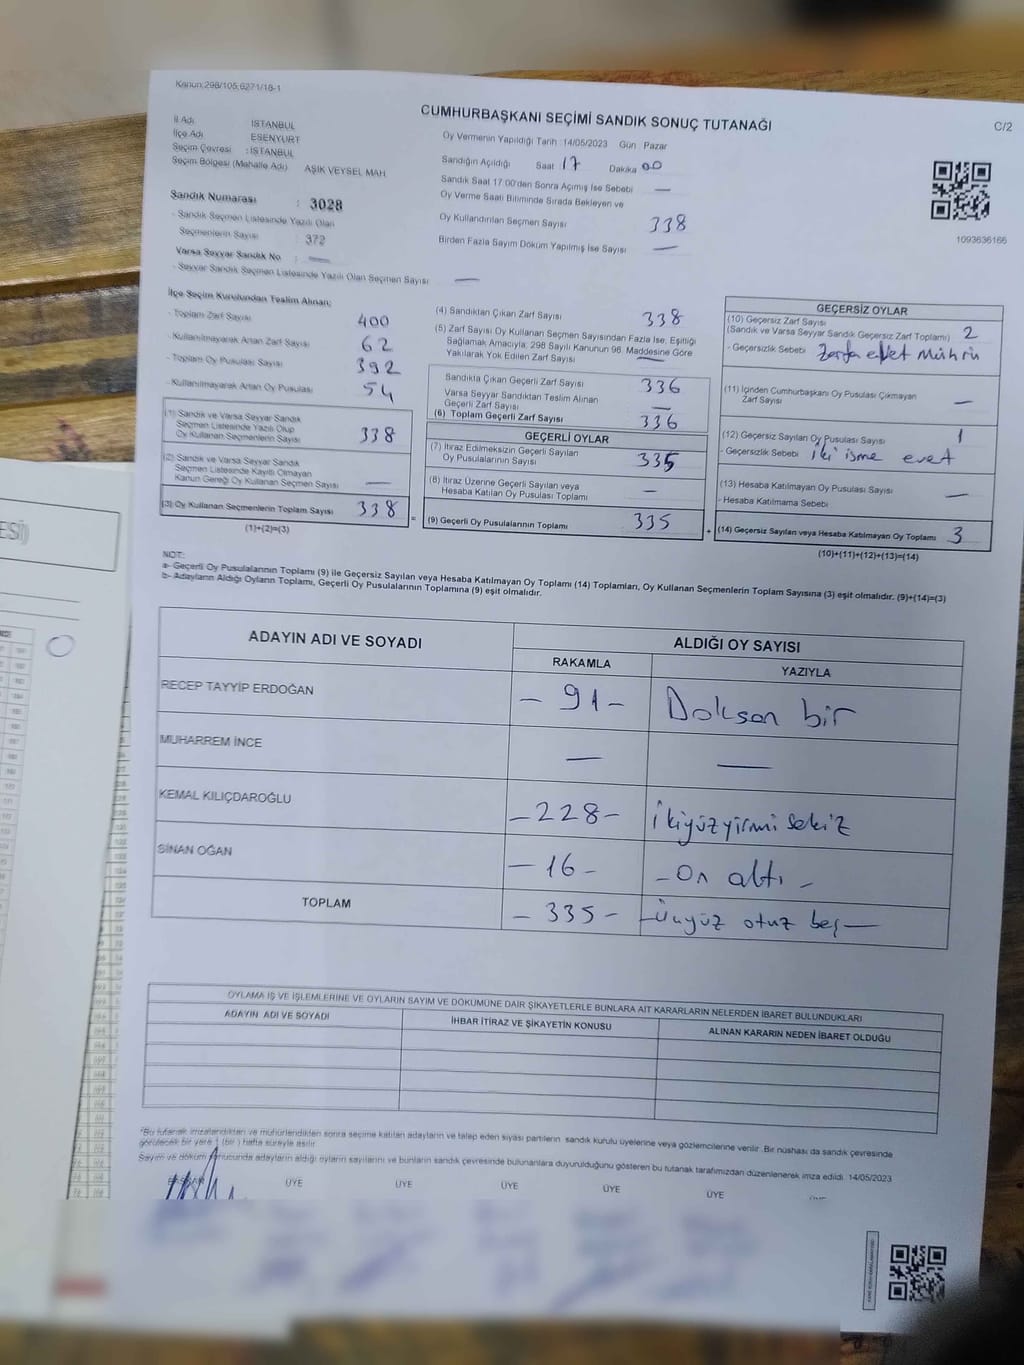 Kanun:298/105,6271/16-1
CUMHURBAŞKANI SEÇİMİ SANDIK SONUÇ TUTANAĞI
C/2
İl Adı İSTANBUL
İlçe Adı ESENYURT
Seçim Çevresi : İSTANBUL
Seçim Bölgesi (Mahalle Adı) AŞIK VEYSEL MAH.
Oy Vermenin Yapıldığı Tarih :14/05/2023 Gün Pazar
Sandığın Açıldığı Saat 17 Dakika 00
Sandık Saat 17:00'den Sonra Açılmış İse Sebebi —
Oy Verme Saati Bitiminde Sırada Bekleyen ve
Oy Kullandırılan Seçmen Sayısı 338
Birden Fazla Sayım Döküm Yapılmış İse Sayısı —
1093636166
Sandık Numarası : 3028
- Sandık Seçmen Listesinde Yazılı Olan
Seçmenlerin Sayısı : 372
Varsa Seyyar Sandık No : —
- Seyyar Sandık Seçmen Listesinde Yazılı Olan Seçmen Sayısı —
İlçe Seçim Kurulundan Teslim Alınan;
- Toplam Zarf Sayısı 400
- Kullanılmayarak Artan Zarf Sayısı 62
- Toplam Oy Pusulası Sayısı 392
- Kullanılmayarak Artan Oy Pusulası 54
(1) Sandık ve Varsa Seyyar Sandık
Seçmen Listesinde Yazılı Olup
Oy Kullanan Seçmenlerin Sayısı 338
(2) Sandık ve Varsa Seyyar Sandık
Seçmen Listesinde Kayıtlı Olmayan
Kanun Gereği Oy Kullanan Seçmen Sayısı —
(3) Oy Kullanan Seçmenlerin Toplam Sayısı 338
(1)+(2)=(3)
(4) Sandıktan Çıkan Zarf Sayısı 338
(5) Zarf Sayısı Oy Kullanan Seçmen Sayısından Fazla İse, Eşitliği
Sağlamak Amacıyla; 298 Sayılı Kanunun 98. Maddesine Göre
Yakılarak Yok Edilen Zarf Sayısı —
Sandıkta Çıkan Geçerli Zarf Sayısı 336
Varsa Seyyar Sandıktan Teslim Alınan
Geçerli Zarf Sayısı —
(6) Toplam Geçerli Zarf Sayısı 336
GEÇERLİ OYLAR
(7) İtiraz Edilmeksizin Geçerli Sayılan
Oy Pusulalarının Sayısı 335
(8) İtiraz Üzerine Geçerli Sayılan veya
Hesaba Katılan Oy Pusulası Toplamı —
= (9) Geçerli Oy Pusulalarının Toplamı 335 +
GEÇERSİZ OYLAR
(10) Geçersiz Zarf Sayısı
(Sandık ve Varsa Seyyar Sandık Geçersiz Zarf Toplamı) 2
- Geçersizlik Sebebi Zarfa evet mührü
(11) İçinden Cumhurbaşkanı Oy Pusulası Çıkmayan
Zarf Sayısı —
(12) Geçersiz Sayılan Oy Pusulası Sayısı 1
- Geçersizlik Sebebi iki isme evet
(13) Hesaba Katılmayan Oy Pusulası Sayısı —
- Hesaba Katılmama Sebebi
(14) Geçersiz Sayılan veya Hesaba Katılmayan Oy Toplamı 3
(10)+(11)+(12)+(13)=(14)
NOT:
a- Geçerli Oy Pusulalarının Toplamı (9) ile Geçersiz Sayılan veya Hesaba Katılmayan Oy Toplamı (14) Toplamları, Oy Kullanan Seçmenlerin Toplam Sayısına (3) eşit olmalıdır. (9)+(14)=(3)
b- Adayların Aldığı Oyların Toplamı, Geçerli Oy Pusulalarının Toplamına (9) eşit olmalıdır.
ADAYIN ADI VE SOYADI
ALDIĞI OY SAYISI
RAKAMLA YAZIYLA
RECEP TAYYİP ERDOĞAN - 91 - Doksan bir
MUHARREM İNCE — —
KEMAL KILIÇDAROĞLU - 228 - ikiyüzyirmi sekiz
SİNAN OĞAN - 16 - - On altı -
TOPLAM - 335 - - Üçyüz otuz beş —
OYLAMA İŞ VE İŞLEMLERİNE VE OYLARIN SAYIM VE DÖKÜMÜNE DAİR ŞİKAYETLERLE BUNLARA AİT KARARLARIN NELERDEN İBARET BULUNDUKLARI
ADAYIN ADI VE SOYADI İHBAR İTİRAZ VE ŞİKAYETİN KONUSU ALINAN KARARIN NEDEN İBARET OLDUĞU
*Bu tutanak imzalandıktan ve mühürlendikten sonra seçime katılan adayların ve talep eden siyasi partilerin sandık kurulu üyelerine veya gözlemcilerine verilir. Bir nüshası da sandık çevresinde
görülecek bir yere 1 (bir) hafta süreyle asılır.
Sayım ve döküm sonucunda adayların aldığı oyların sayılarını ve bunların sandık çevresinde bulunanlara duyurulduğunu gösteren bu tutanak tarafımızdan düzenlenerek imza edildi. 14/05/2023
BAŞKAN ÜYE ÜYE ÜYE ÜYE ÜYE